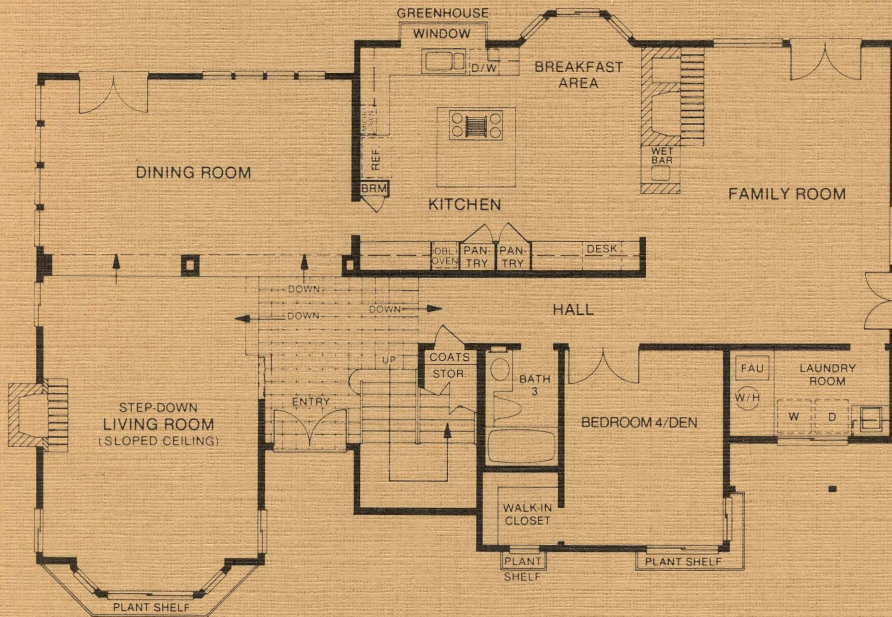 GREENHOUSE
WINDOW
D/W
BREAKFAST
AREA
DINING ROOM
REF.
BRM
WET
BAR
KITCHEN
FAMILY ROOM
DBL
OVEN
PAN-
TRY
PAN-
TRY
DESK
DOWN
DOWN
DOWN
HALL
UP
COATS
STOR.
BATH
3
FAU
W/H
LAUNDRY
ROOM
W
D
ENTRY
STEP-DOWN
LIVING ROOM
(SLOPED CEILING)
BEDROOM 4/DEN
WALK-IN
CLOSET
PLANT
SHELF
PLANT SHELF
PLANT SHELF